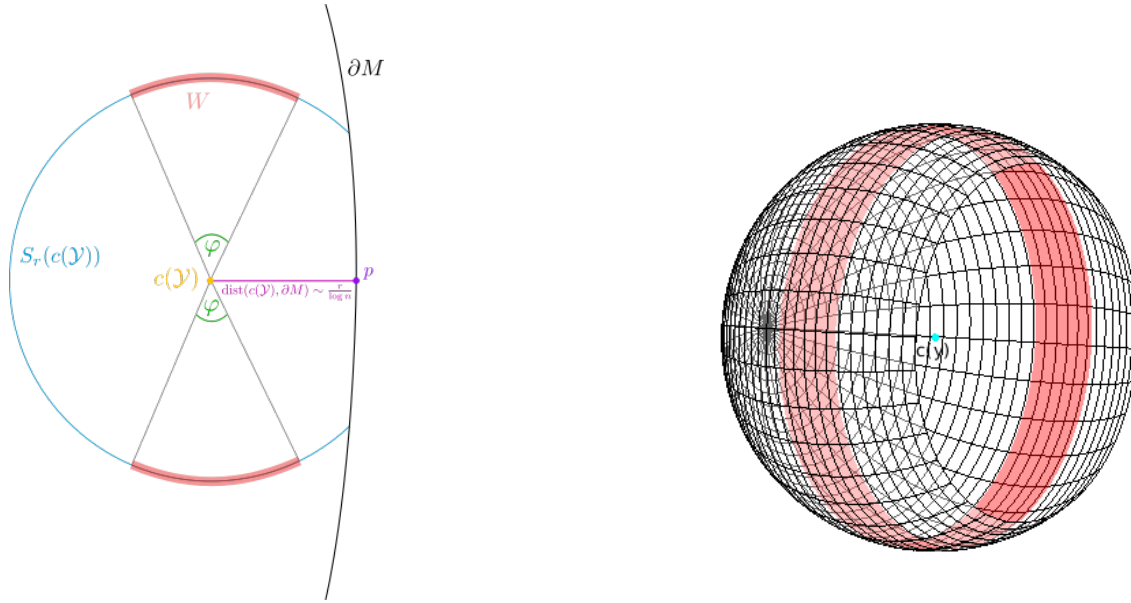 ∂M
W
φ
S_r(c(𝒴))
c(𝒴)
p
dist(c(𝒴), ∂M) ∼ r/log n
φ
c(y)